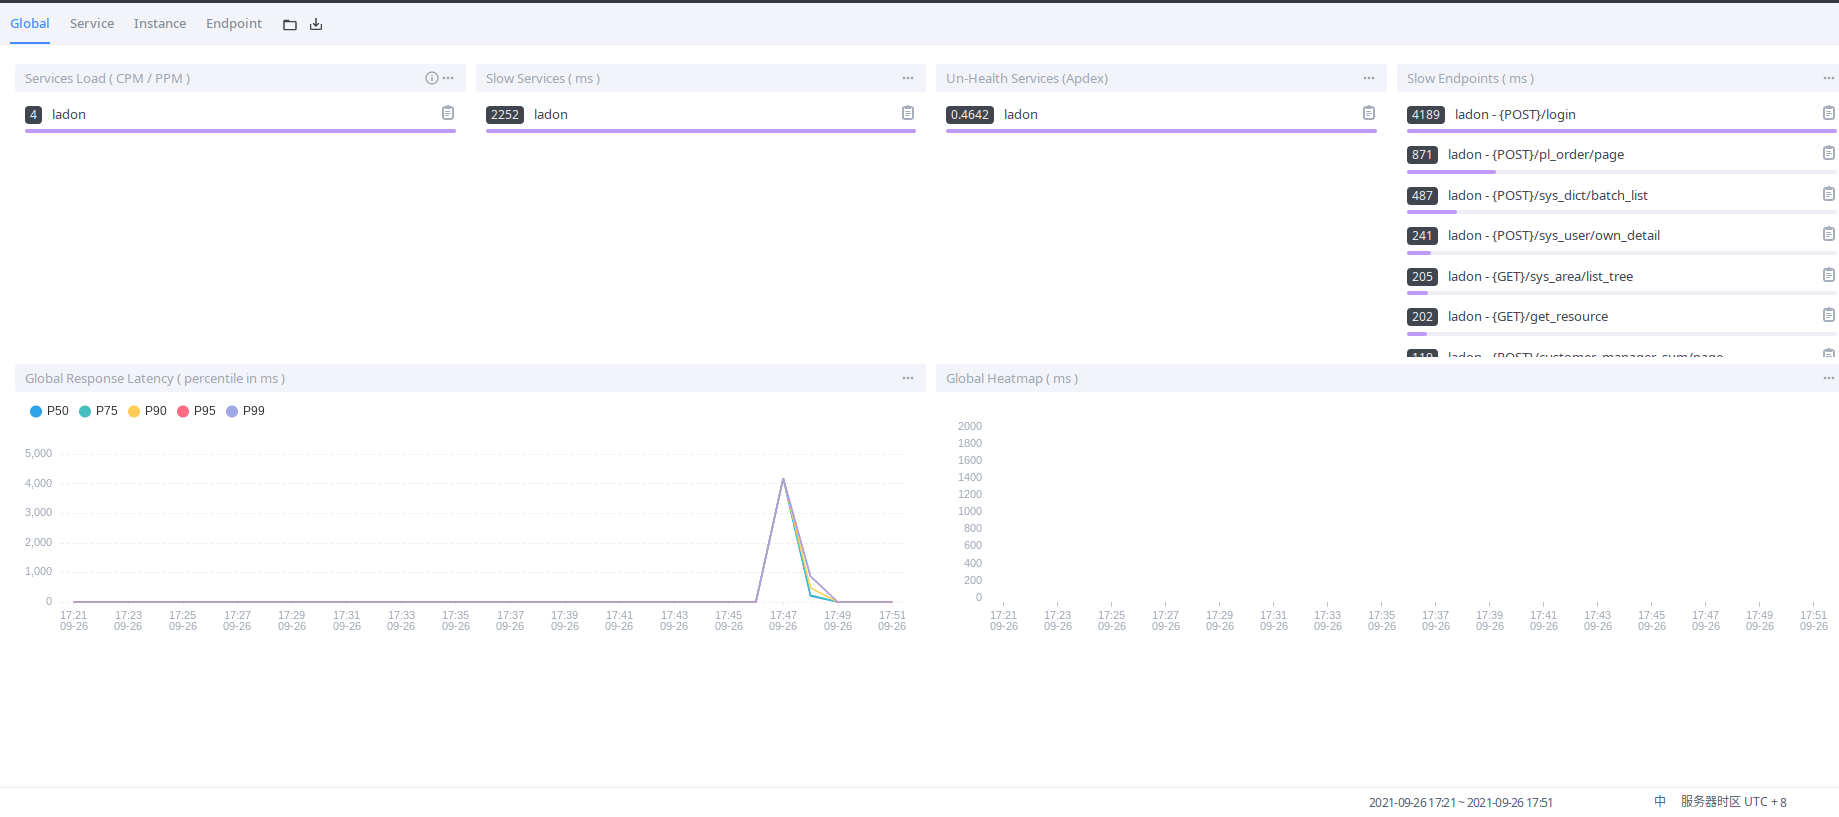 Global Service Instance Endpoint
Services Load ( CPM / PPM )
4 ladon
Slow Services ( ms )
2252 ladon
Un-Health Services (Apdex)
0.4642 ladon
Slow Endpoints ( ms )
4189 ladon - {POST}/login
871 ladon - {POST}/pl_order/page
487 ladon - {POST}/sys_dict/batch_list
241 ladon - {POST}/sys_user/own_detail
205 ladon - {GET}/sys_area/list_tree
202 ladon - {GET}/get_resource
110 ladon - {POST}/customer_manager_sum/page
Global Response Latency ( percentile in ms )
P50 P75 P90 P95 P99
5,000
4,000
3,000
2,000
1,000
0
17:21 17:23 17:25 17:27 17:29 17:31 17:33 17:35 17:37 17:39 17:41 17:43 17:45 17:47 17:49 17:51
09-26 09-26 09-26 09-26 09-26 09-26 09-26 09-26 09-26 09-26 09-26 09-26 09-26 09-26 09-26 09-26
Global Heatmap ( ms )
2000
1800
1600
1400
1200
1000
800
600
400
200
0
17:21 17:23 17:25 17:27 17:29 17:31 17:33 17:35 17:37 17:39 17:41 17:43 17:45 17:47 17:49 17:51
09-26 09-26 09-26 09-26 09-26 09-26 09-26 09-26 09-26 09-26 09-26 09-26 09-26 09-26 09-26 09-26
2021-09-26 17:21 ~ 2021-09-26 17:51 中 服务器时区 UTC + 8